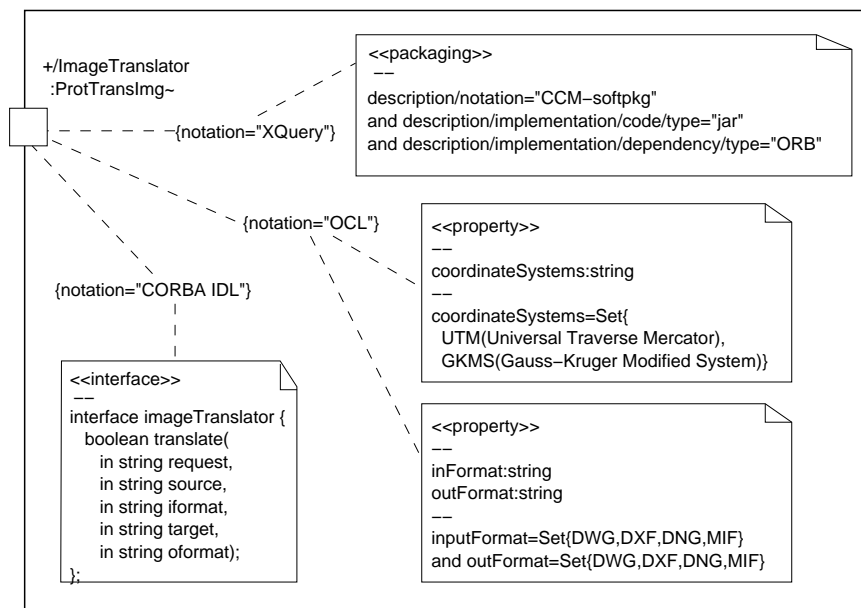 +/ImageTranslator
:ProtTransImg~
{notation="XQuery"}
<<packaging>>
−−
description/notation="CCM−softpkg"
and description/implementation/code/type="jar"
and description/implementation/dependency/type="ORB"
{notation="OCL"}
<<property>>
−−
coordinateSystems:string
−−
coordinateSystems=Set{
UTM(Universal Traverse Mercator),
GKMS(Gauss−Kruger Modified System)}
{notation="CORBA IDL"}
<<interface>>
−−
interface imageTranslator {
boolean translate(
in string request,
in string source,
in string iformat,
in string target,
in string oformat);
};
<<property>>
−−
inFormat:string
outFormat:string
−−
inputFormat=Set{DWG,DXF,DNG,MIF}
and outFormat=Set{DWG,DXF,DNG,MIF}